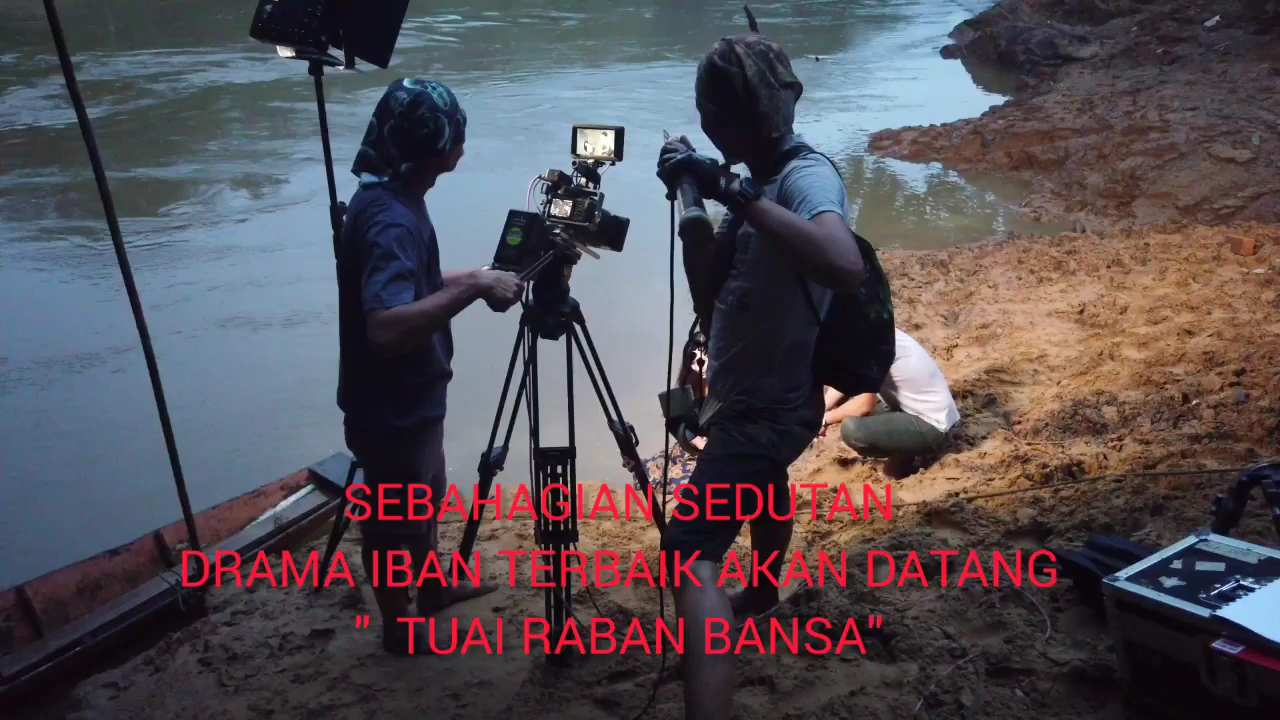 SEBAHAGIAN SEDUTAN
DRAMA IBAN TERBAIK AKAN DATANG
" TUAI RABAN BANSA"